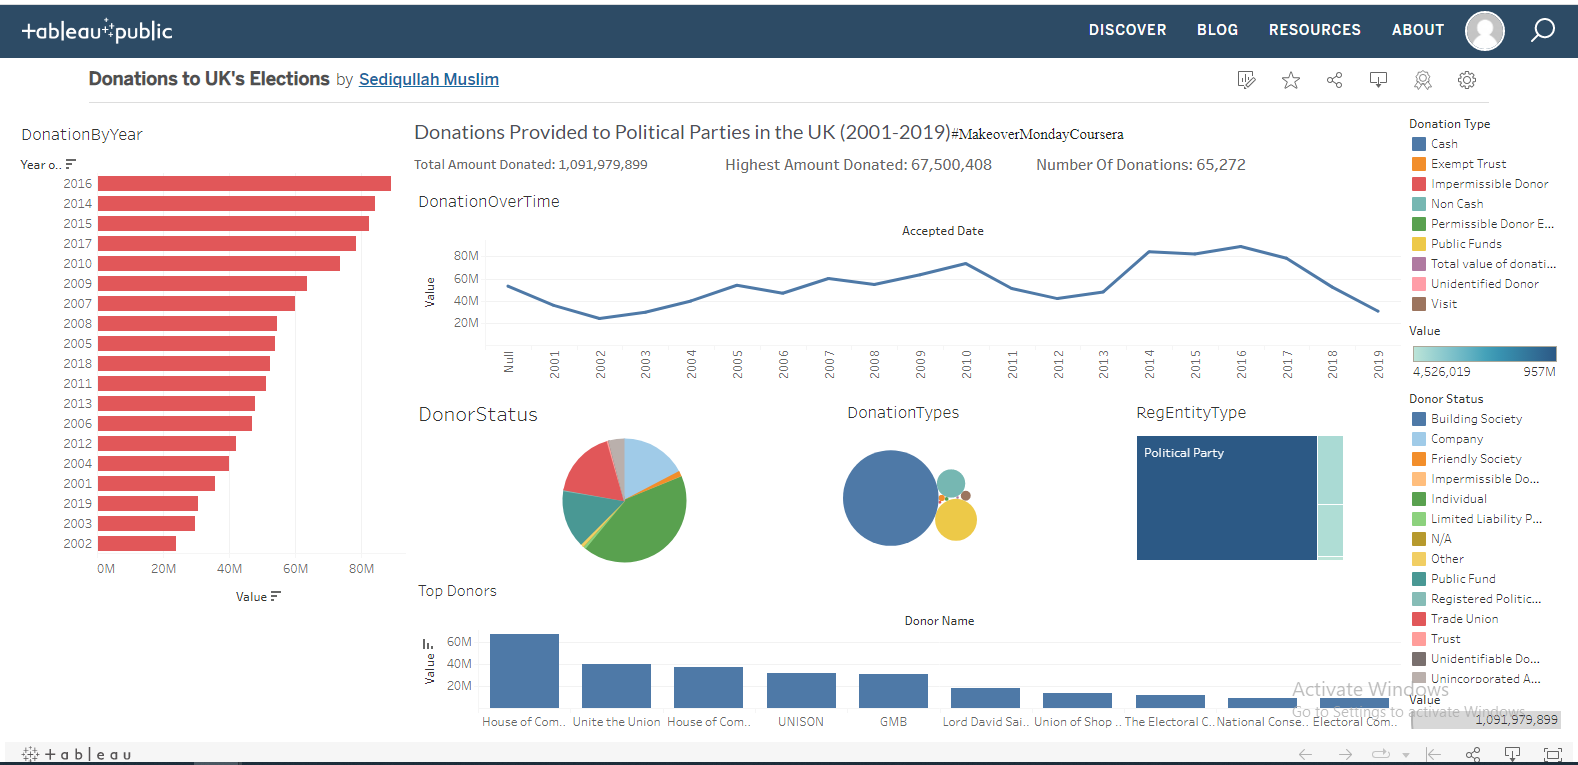 tableau public
DISCOVER BLOG RESOURCES ABOUT
Donations to UK's Elections by Sediqullah Muslim
DonationByYear
Year o..
2016
2014
2015
2017
2010
2009
2007
2008
2005
2018
2011
2013
2006
2012
2004
2001
2019
2003
2002
0M 20M 40M 60M 80M
Value
Donations Provided to Political Parties in the UK (2001-2019)#MakeoverMondayCoursera
Total Amount Donated: 1,091,979,899 Highest Amount Donated: 67,500,408 Number Of Donations: 65,272
DonationOverTime
Accepted Date
Value
80M
60M
40M
20M
Null 2001 2002 2003 2004 2005 2006 2007 2008 2009 2010 2011 2012 2013 2014 2015 2016 2017 2018 2019
DonorStatus
DonationTypes
RegEntityType
Political Party
Top Donors
Donor Name
Value
60M
40M
20M
House of Com.. Unite the Union House of Com.. UNISON GMB Lord David Sai.. Union of Shop .. The Electoral C.. National Conse.. Electoral Com..
Donation Type
Cash
Exempt Trust
Impermissible Donor
Non Cash
Permissible Donor E...
Public Funds
Total value of donati...
Unidentified Donor
Visit
Value
4,526,019 957M
Donor Status
Building Society
Company
Friendly Society
Impermissible Do...
Individual
Limited Liability P...
N/A
Other
Public Fund
Registered Politic...
Trade Union
Trust
Unidentifiable Do...
Unincorporated A...
Value
1,091,979,899
Activate Windows
Go to Settings to activate Windows.
tableau